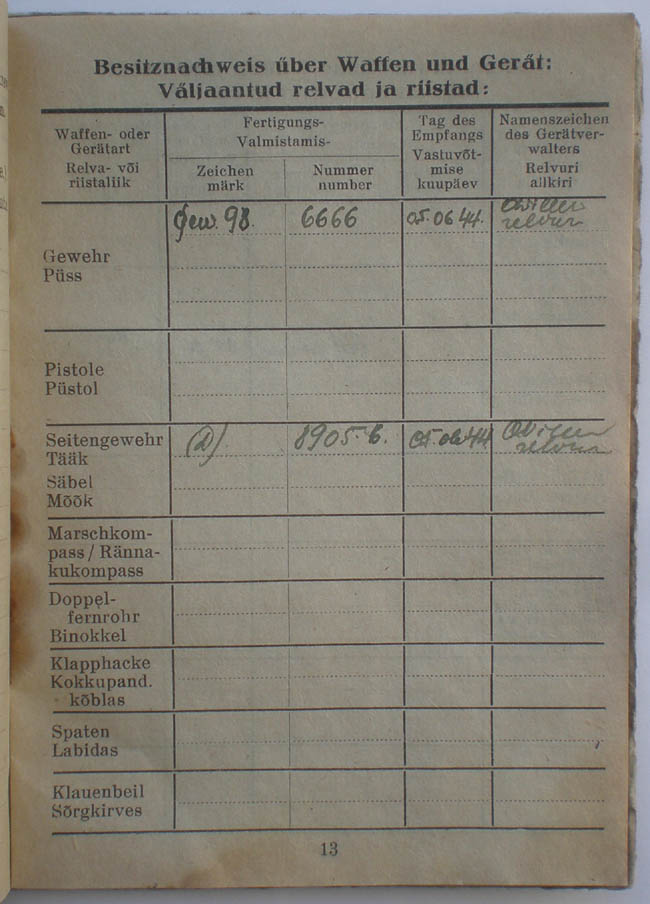 Besitznachweis über Waffen und Gerät:
Väljaantud relvad ja riistad:
Waffen- oder
Gerätart
Relva- või
riistaliik
Fertigungs-
Valmistamis-
Zeichen
märk
Nummer
number
Tag des
Empfangs
Vastuvõt-
mise
kuupäev
Namenszeichen
des Gerätver-
walters
Relvuri
allkiri
Gewehr
Püss
Gew. 98.
6666
05.06 44.
relvur
Pistole
Püstol
Seitengewehr
Tääk
Säbel
Mõõk
8905-b.
05.06 44
relvur
Marschkom-
pass / Ränna-
kukompass
Doppel-
fernrohr
Binokkel
Klapphacke
Kokkupand.
kõblas
Spaten
Labidas
Klauenbeil
Sõrgkirves
13